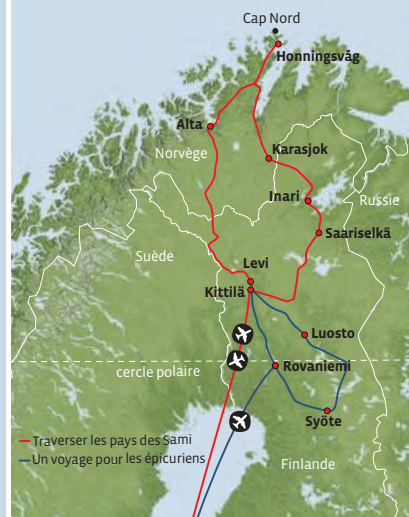 Cap Nord
Honningsvåg
Alta
Norvège
Karasjok
Inari
Russie
Saariselkä
Suède
Levi
Kittilä
Luosto
Rovaniemi
cercle polaire
Syöte
Traverser les pays des Sami
Un voyage pour les épicuriens
Finlande